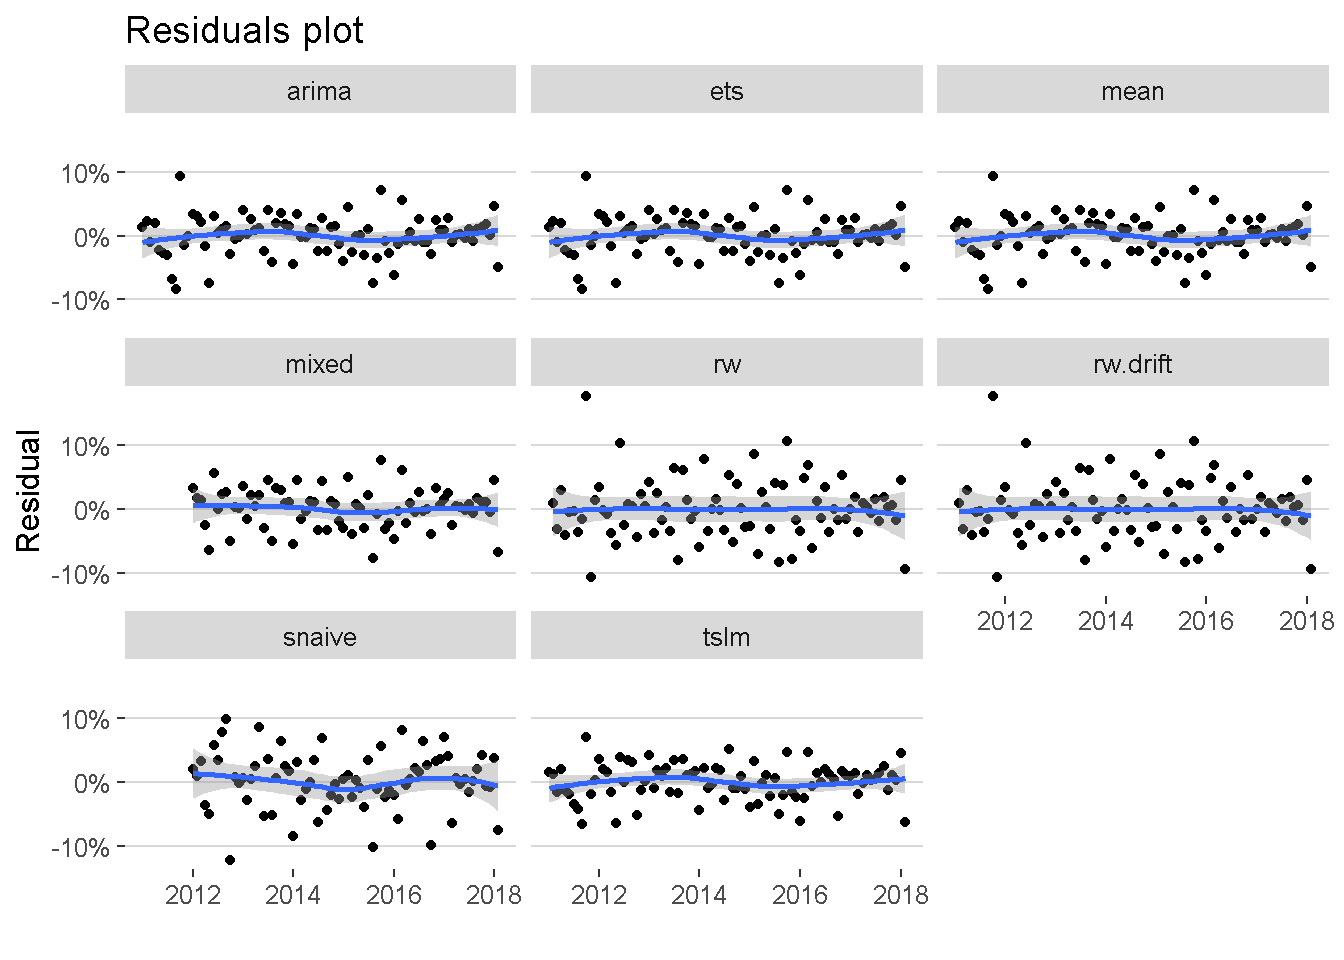 Residuals plot
arima ets mean
10%
0%
-10%
mixed rw rw.drift
Residual
10%
0%
-10%
2012 2014 2016 2018
snaive tslm
10%
0%
-10%
2012 2014 2016 2018 2012 2014 2016 2018